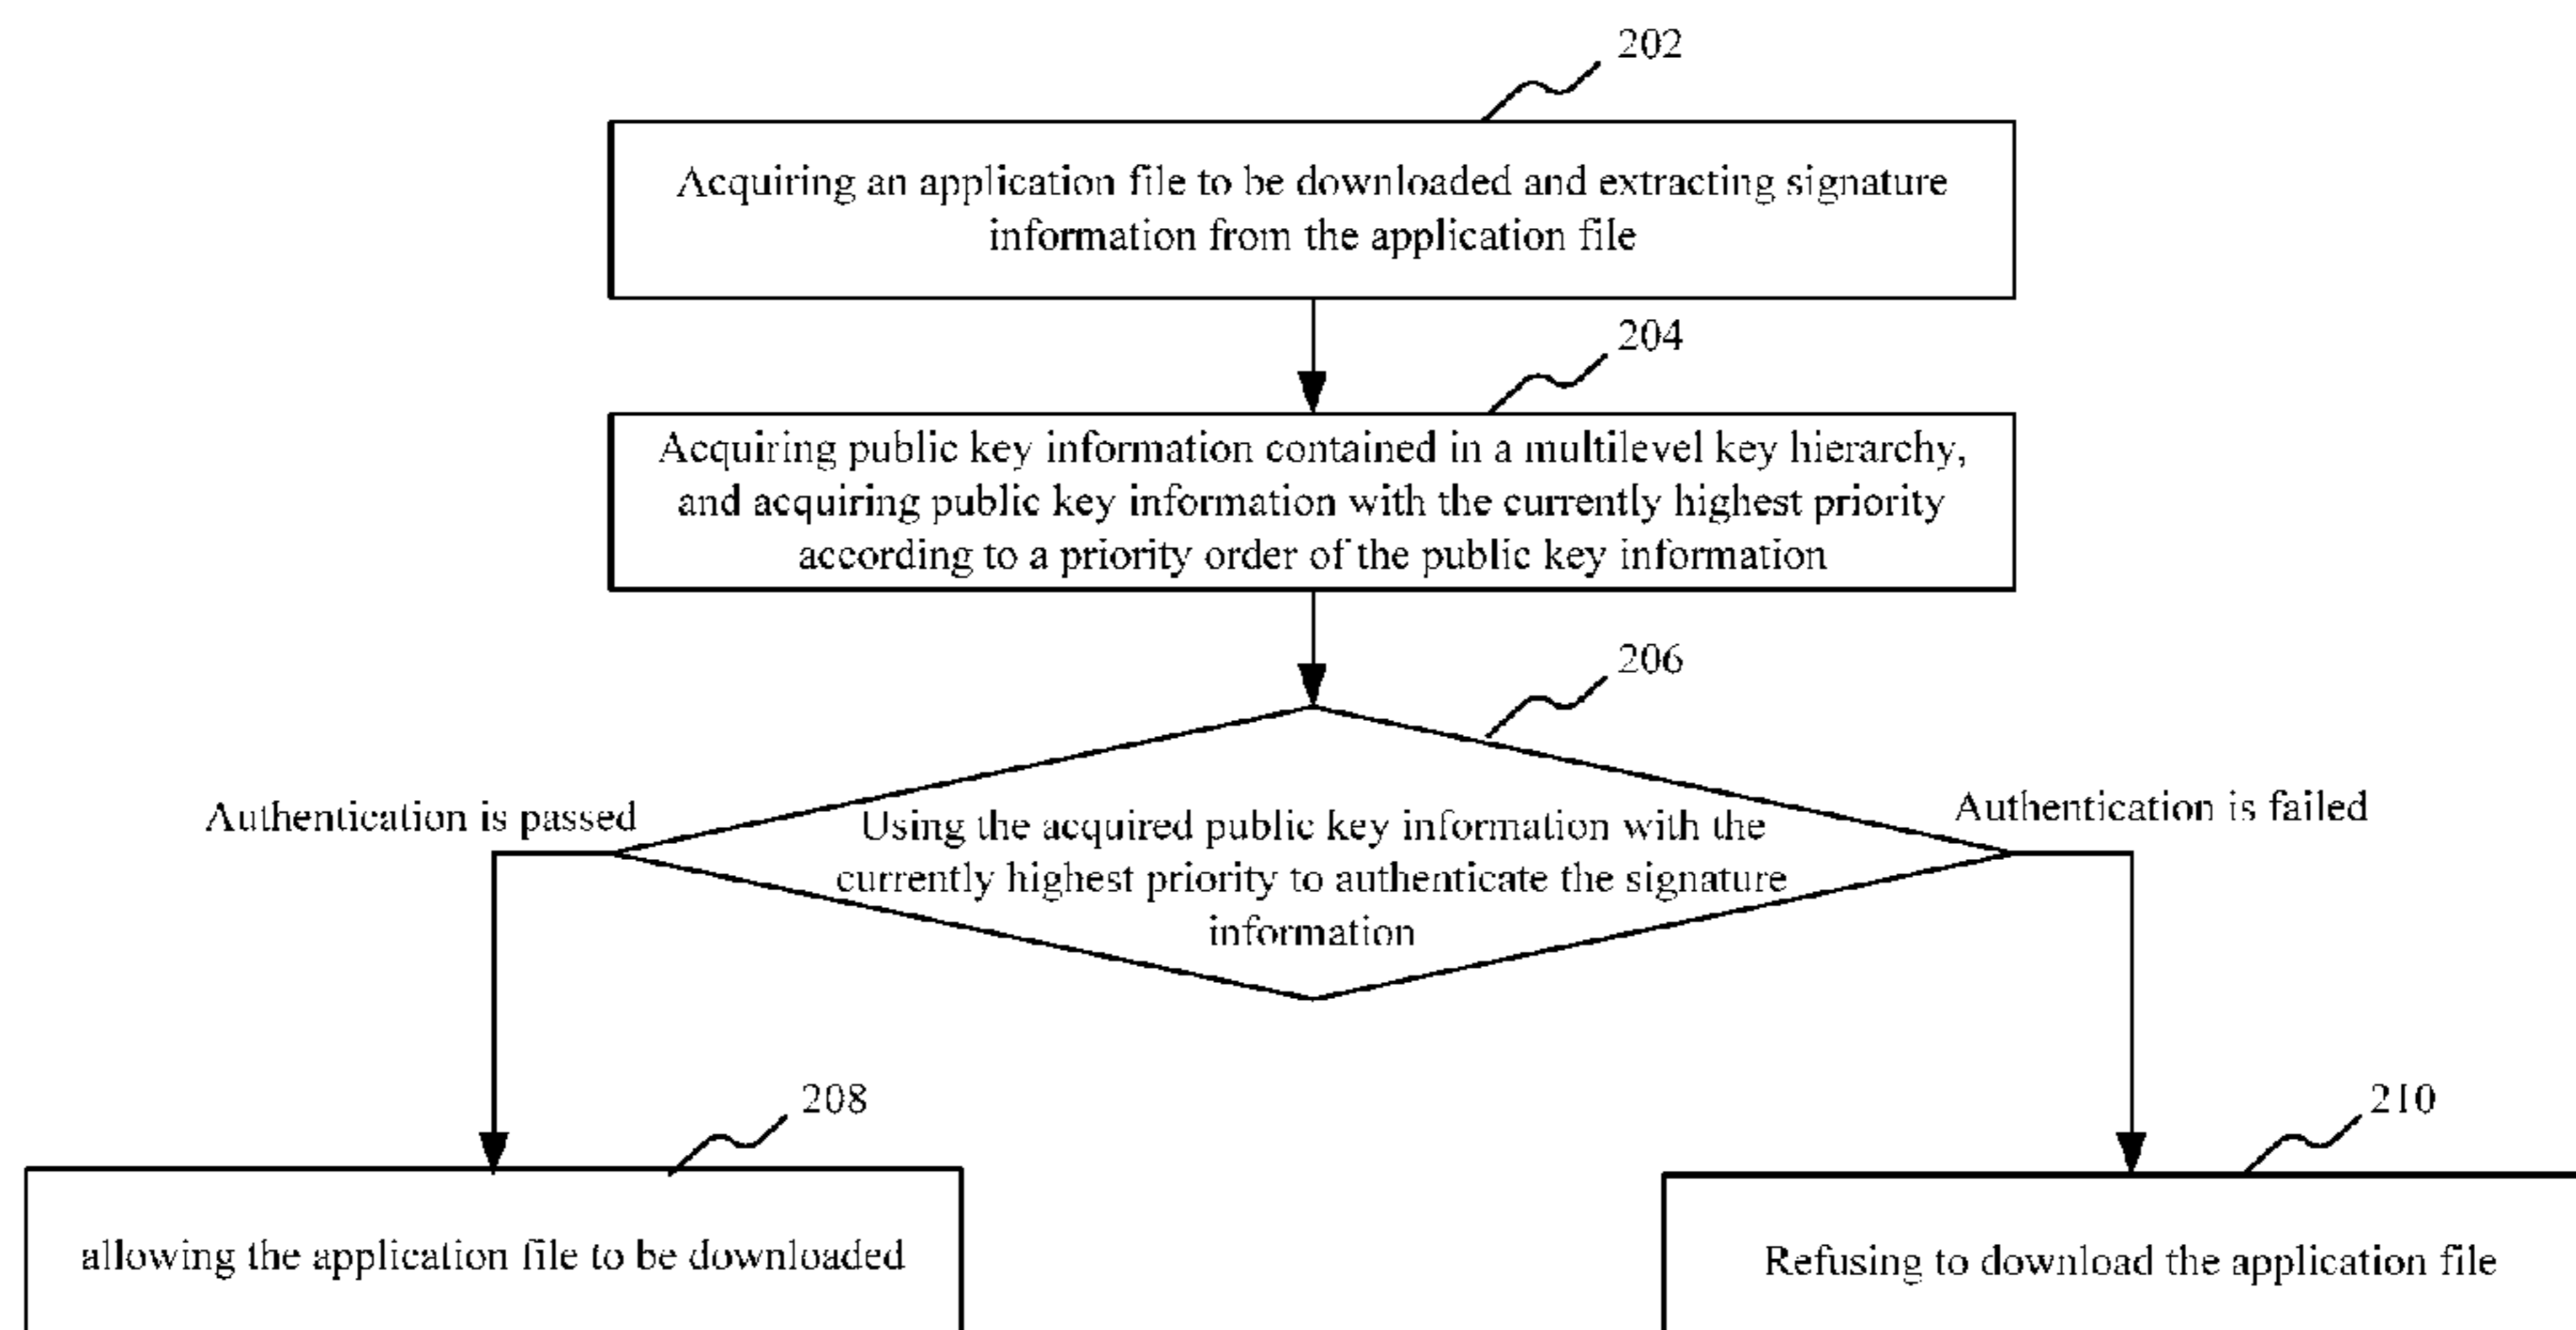 202
Acquiring an application file to be downloaded and extracting signature
information from the application file
204
Acquiring public key information contained in a multilevel key hierarchy,
and acquiring public key information with the currently highest priority
according to a priority order of the public key information
206
Authentication is passed
Authentication is failed
Using the acquired public key information with the
currently highest priority to authenticate the signature
information
208
210
allowing the application file to be downloaded
Refusing to download the application file